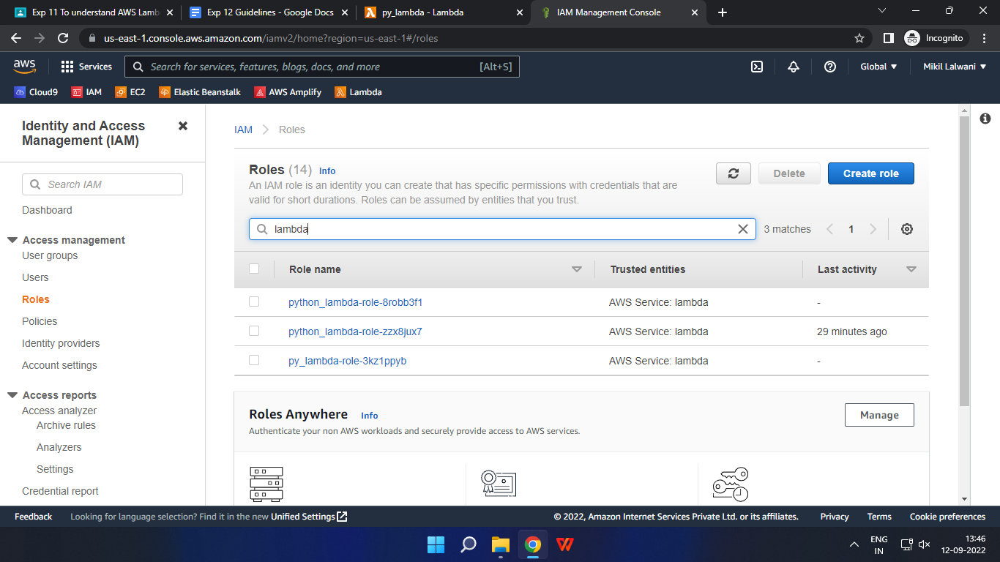 Exp 11 To understand AWS Lamb
Exp 12 Guidelines - Google Docs
py_lambda - Lambda
IAM Management Console
us-east-1.console.aws.amazon.com/iamv2/home?region=us-east-1#/roles
Incognito
aws
Services
Search for services, features, blogs, docs, and more
[Alt+S]
Global
Mikil Lalwani
Cloud9
IAM
EC2
Elastic Beanstalk
AWS Amplify
Lambda
Identity and Access
Management (IAM)
Search IAM
Dashboard
Access management
User groups
Users
Roles
Policies
Identity providers
Account settings
Access reports
Access analyzer
Archive rules
Analyzers
Settings
Credential report
IAM
Roles
Roles (14) Info
An IAM role is an identity you can create that has specific permissions with credentials that are
valid for short durations. Roles can be assumed by entities that you trust.
Delete
Create role
lambda
3 matches
1
Role name
Trusted entities
Last activity
python_lambda-role-8robb3f1
AWS Service: lambda
-
python_lambda-role-zzx8jux7
AWS Service: lambda
29 minutes ago
py_lambda-role-3kz1ppyb
AWS Service: lambda
-
Roles Anywhere Info
Authenticate your non AWS workloads and securely provide access to AWS services.
Manage
Feedback
Looking for language selection? Find it in the new Unified Settings
© 2022, Amazon Internet Services Private Ltd. or its affiliates.
Privacy
Terms
Cookie preferences
ENG
IN
13:46
12-09-2022